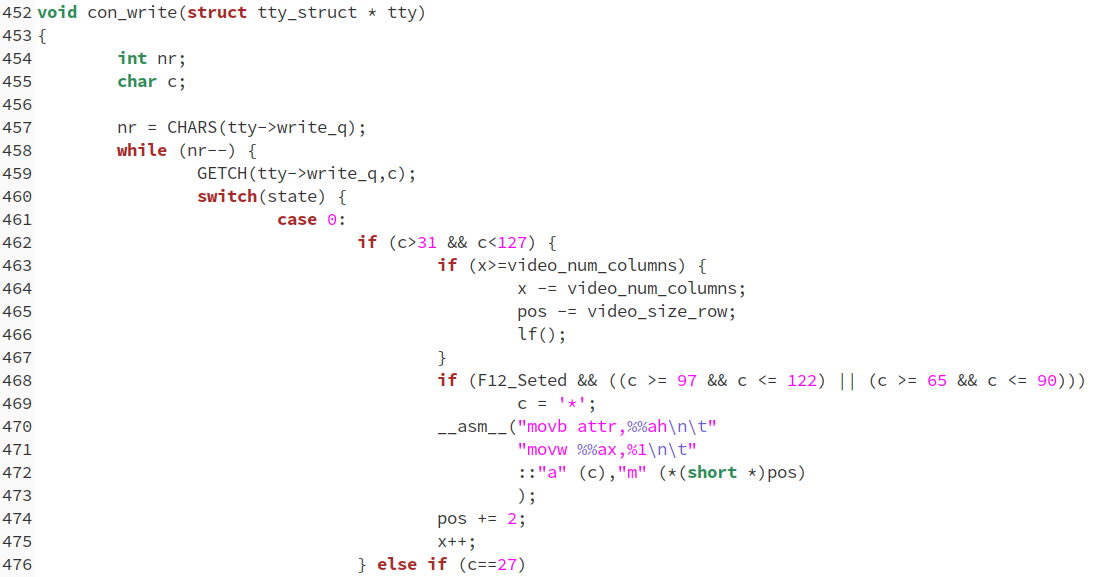 452 void con_write(struct tty_struct * tty)
453 {
454         int nr;
455         char c;
456
457         nr = CHARS(tty->write_q);
458         while (nr--) {
459                 GETCH(tty->write_q,c);
460                 switch(state) {
461                         case 0:
462                                 if (c>31 && c<127) {
463                                         if (x>=video_num_columns) {
464                                                 x -= video_num_columns;
465                                                 pos -= video_size_row;
466                                                 lf();
467                                         }
468                                         if (F12_Seted && ((c >= 97 && c <= 122) || (c >= 65 && c <= 90)))
469                                                 c = '*';
470                                         __asm__("movb attr,%%ah\n\t"
471                                                 "movw %%ax,%1\n\t"
472                                                 ::"a" (c),"m" (*(short *)pos)
473                                                 );
474                                         pos += 2;
475                                         x++;
476                                 } else if (c==27)